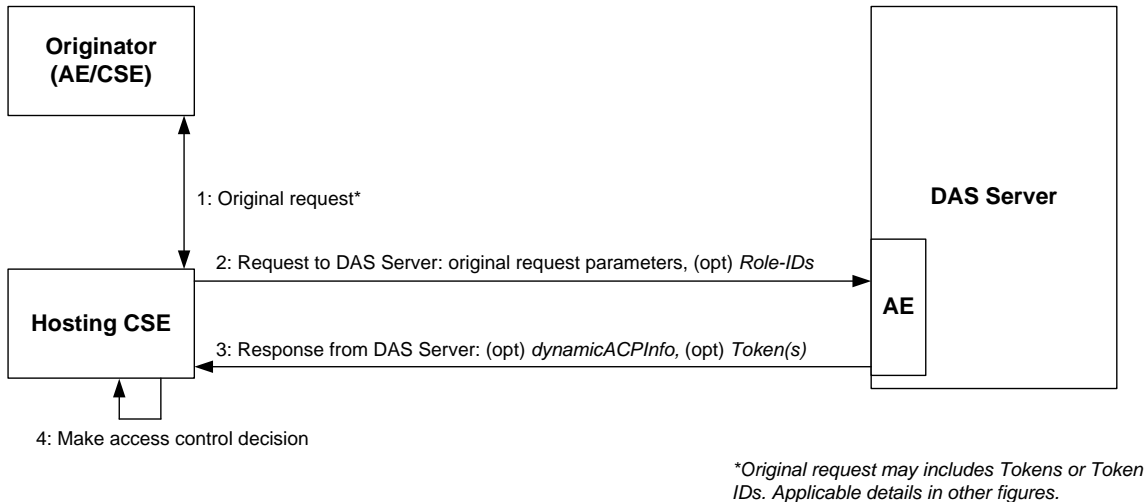 Originator
(AE/CSE)
1: Original request*
DAS Server
2: Request to DAS Server: original request parameters, (opt) Role-IDs
AE
Hosting CSE
3: Response from DAS Server: (opt) dynamicACPInfo, (opt) Token(s)
4: Make access control decision
*Original request may includes Tokens or Token
IDs. Applicable details in other figures.